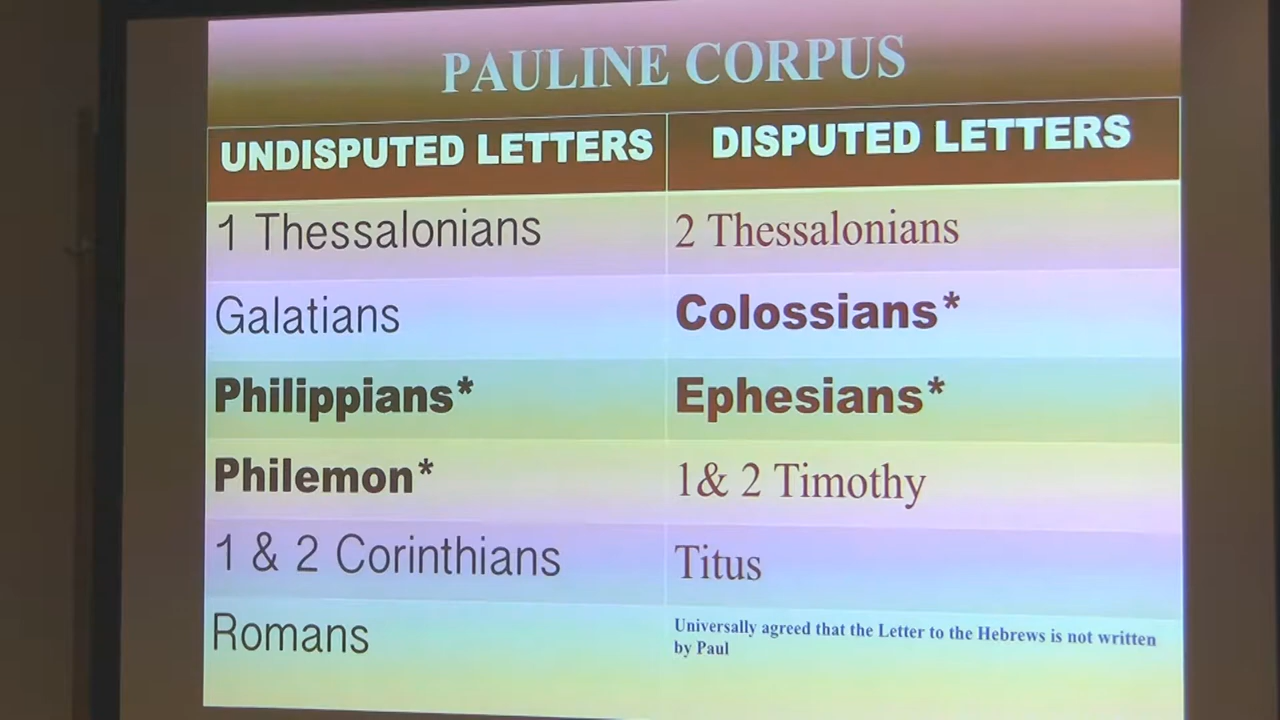 PAULINE CORPUS
UNDISPUTED LETTERS
DISPUTED LETTERS
1 Thessalonians
2 Thessalonians
Galatians
Colossians*
Philippians*
Ephesians*
Philemon*
1& 2 Timothy
1 & 2 Corinthians
Titus
Romans
Universally agreed that the Letter to the Hebrews is not written
by Paul